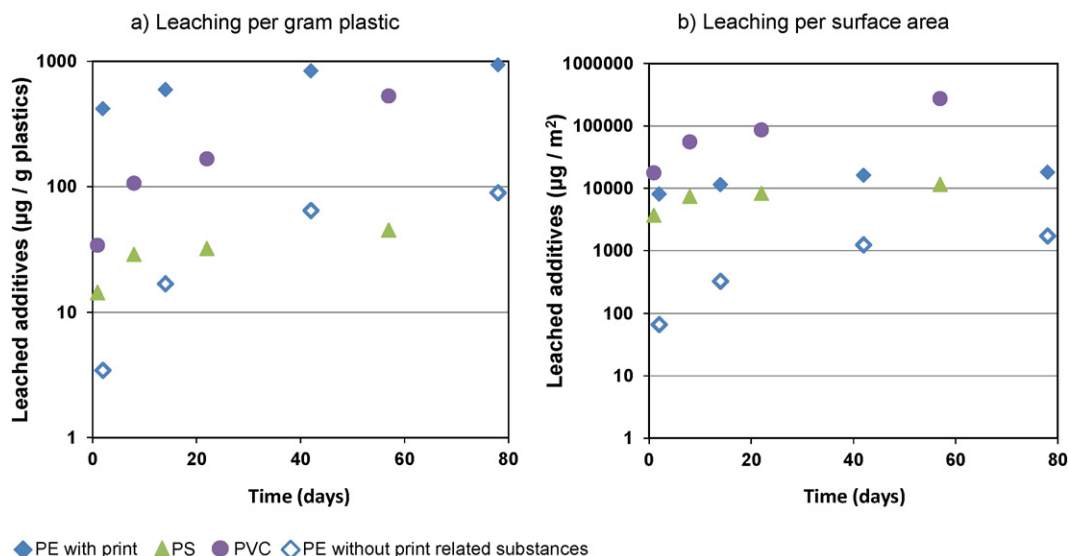 a) Leaching per gram plastic
Leached additives (µg / g plastics)
1000
100
10
1
0 20 40 60 80
Time (days)
b) Leaching per surface area
Leached additives (µg / m²)
1000000
100000
10000
1000
100
10
1
0 20 40 60 80
Time (days)
PE with print PS PVC PE without print related substances